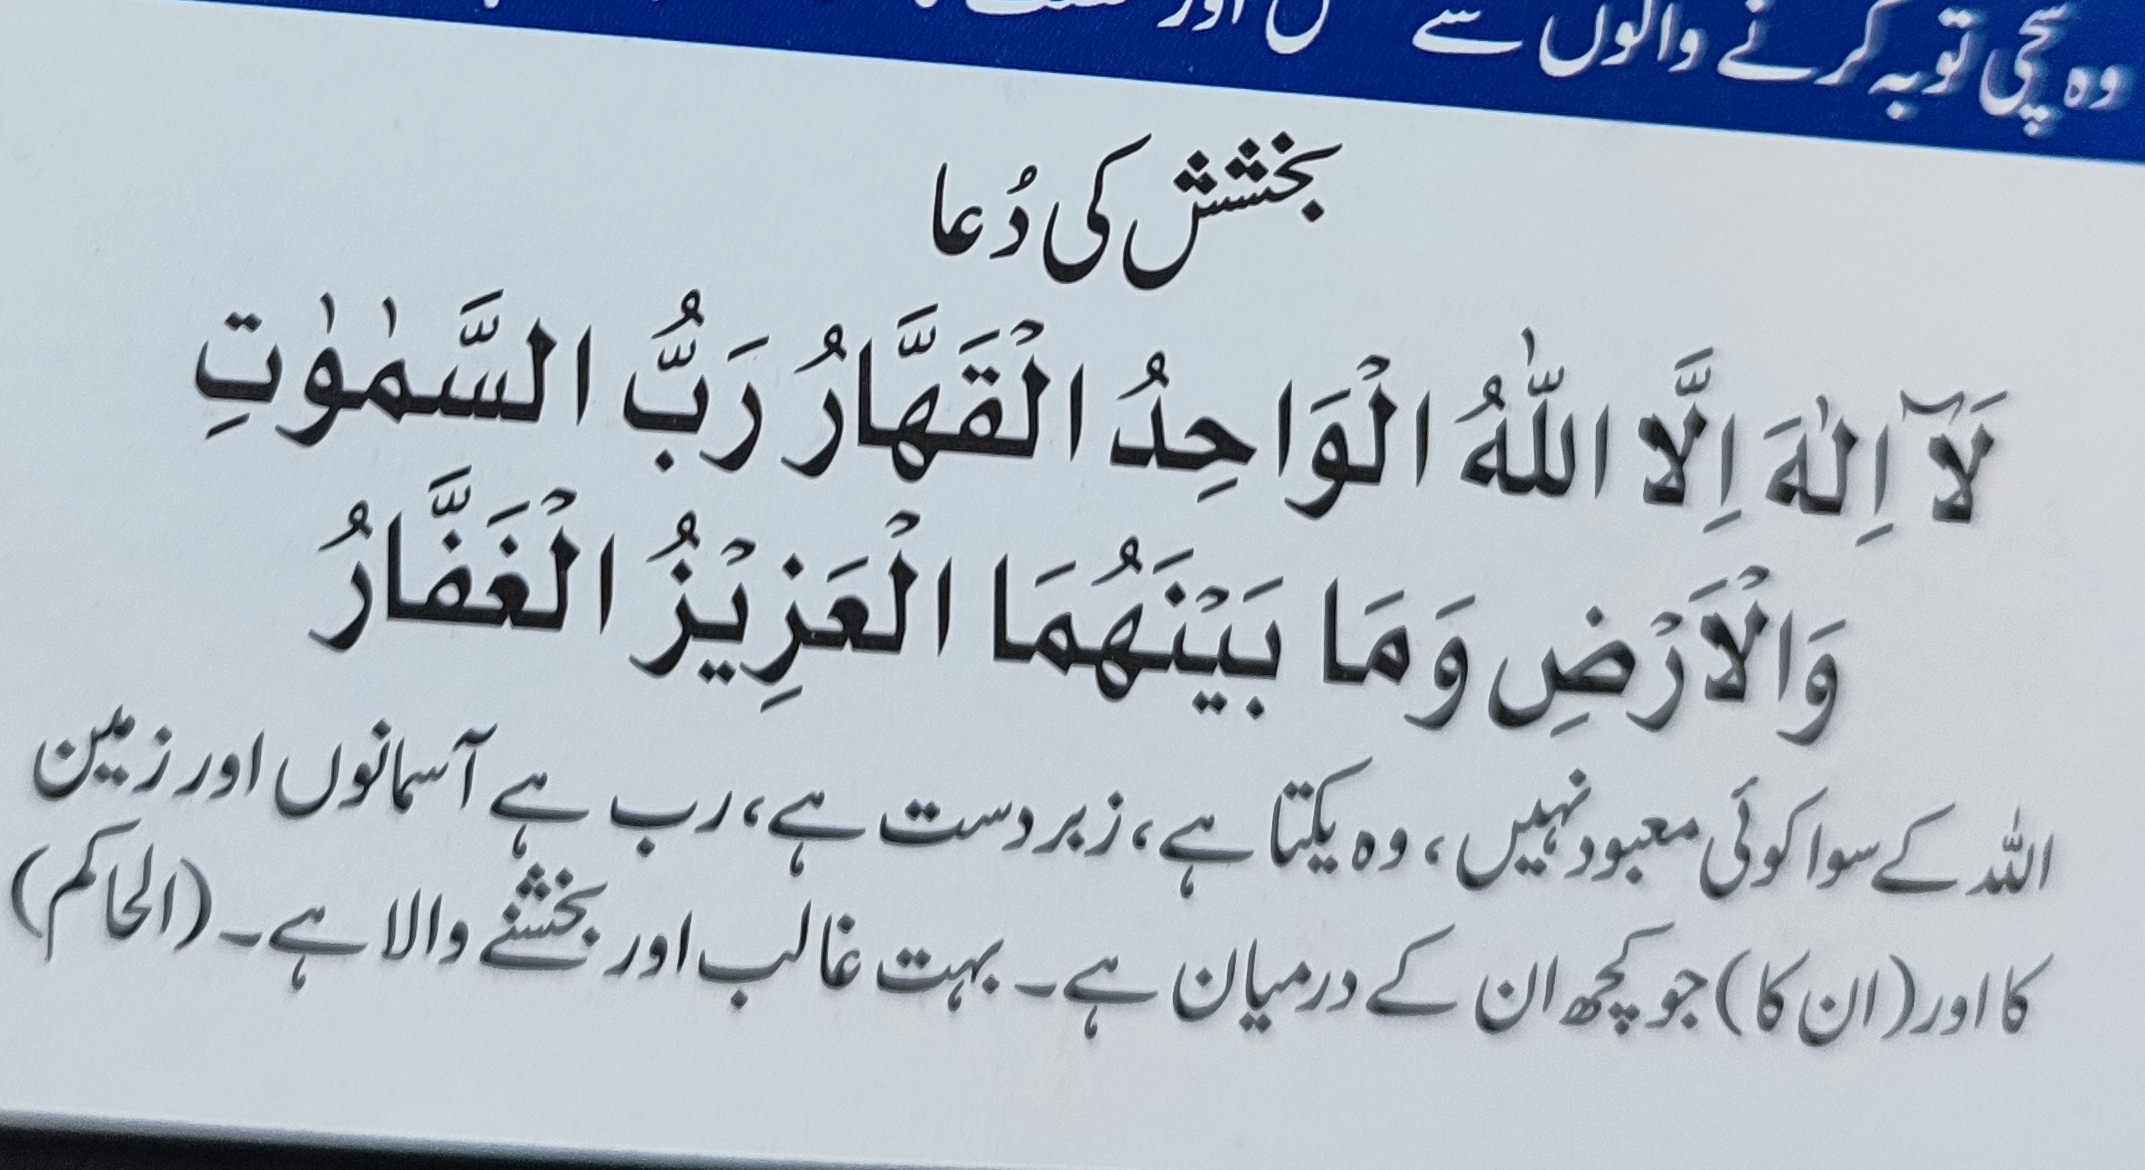 وہ سچی توبہ کرنے والوں سے اور
بخشش کی دُعا
لَآ اِلٰهَ اِلَّا اللّٰهُ الْوَاحِدُ الْقَهَّارُ رَبُّ السَّمٰوٰتِ
وَالْاَرْضِ وَمَا بَيْنَهُمَا الْعَزِيْزُ الْغَفَّارُ
اللہ کے سوا کوئی معبود نہیں، وہ یکتا ہے، زبردست ہے، رب ہے آسمانوں اور زمین
کا اور (ان کا) جو کچھ ان کے درمیان ہے۔ بہت غالب اور بخشنے والا ہے۔ (الحاکم)